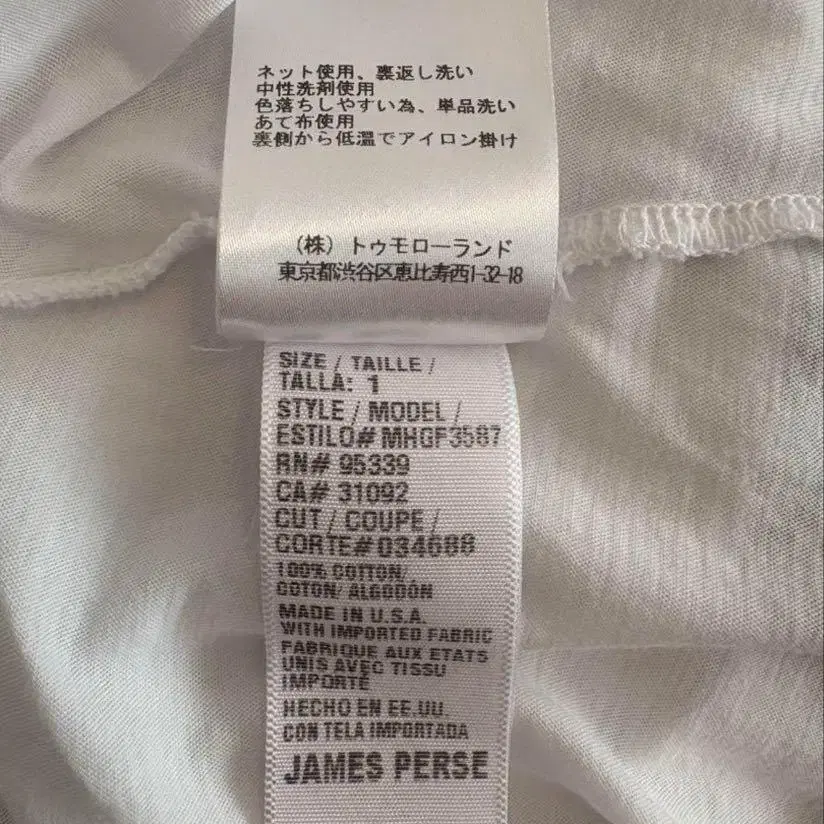 ネット使用、裏返し洗い
中性洗剤使用
色落ちしやすい為、単品洗い
あて布使用
裏側から低温でアイロン掛け
（株）トゥモローランド
東京都渋谷区恵比寿西1-32-18
SIZE / TAILLE /
TALLA: 1
STYLE / MODEL /
ESTILO# MHGF3587
RN# 95339
CA# 31092
CUT / COUPE /
CORTE# 034688
100% COTTON/
COTON/ ALGODÓN
MADE IN U.S.A.
WITH IMPORTED FABRIC
FABRIQUE AUX ETATS
UNIS AVEC TISSU
IMPORTÉ
HECHO EN EE.UU.
CON TELA IMPORTADA
JAMES PERSE